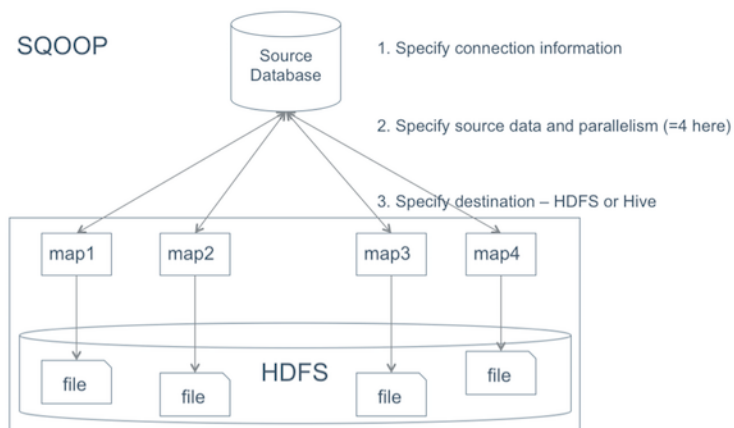 SQOOP
Source
Database
1. Specify connection information
2. Specify source data and parallelism (=4 here)
3. Specify destination – HDFS or Hive
map1
map2
map3
map4
HDFS
file
file
file
file